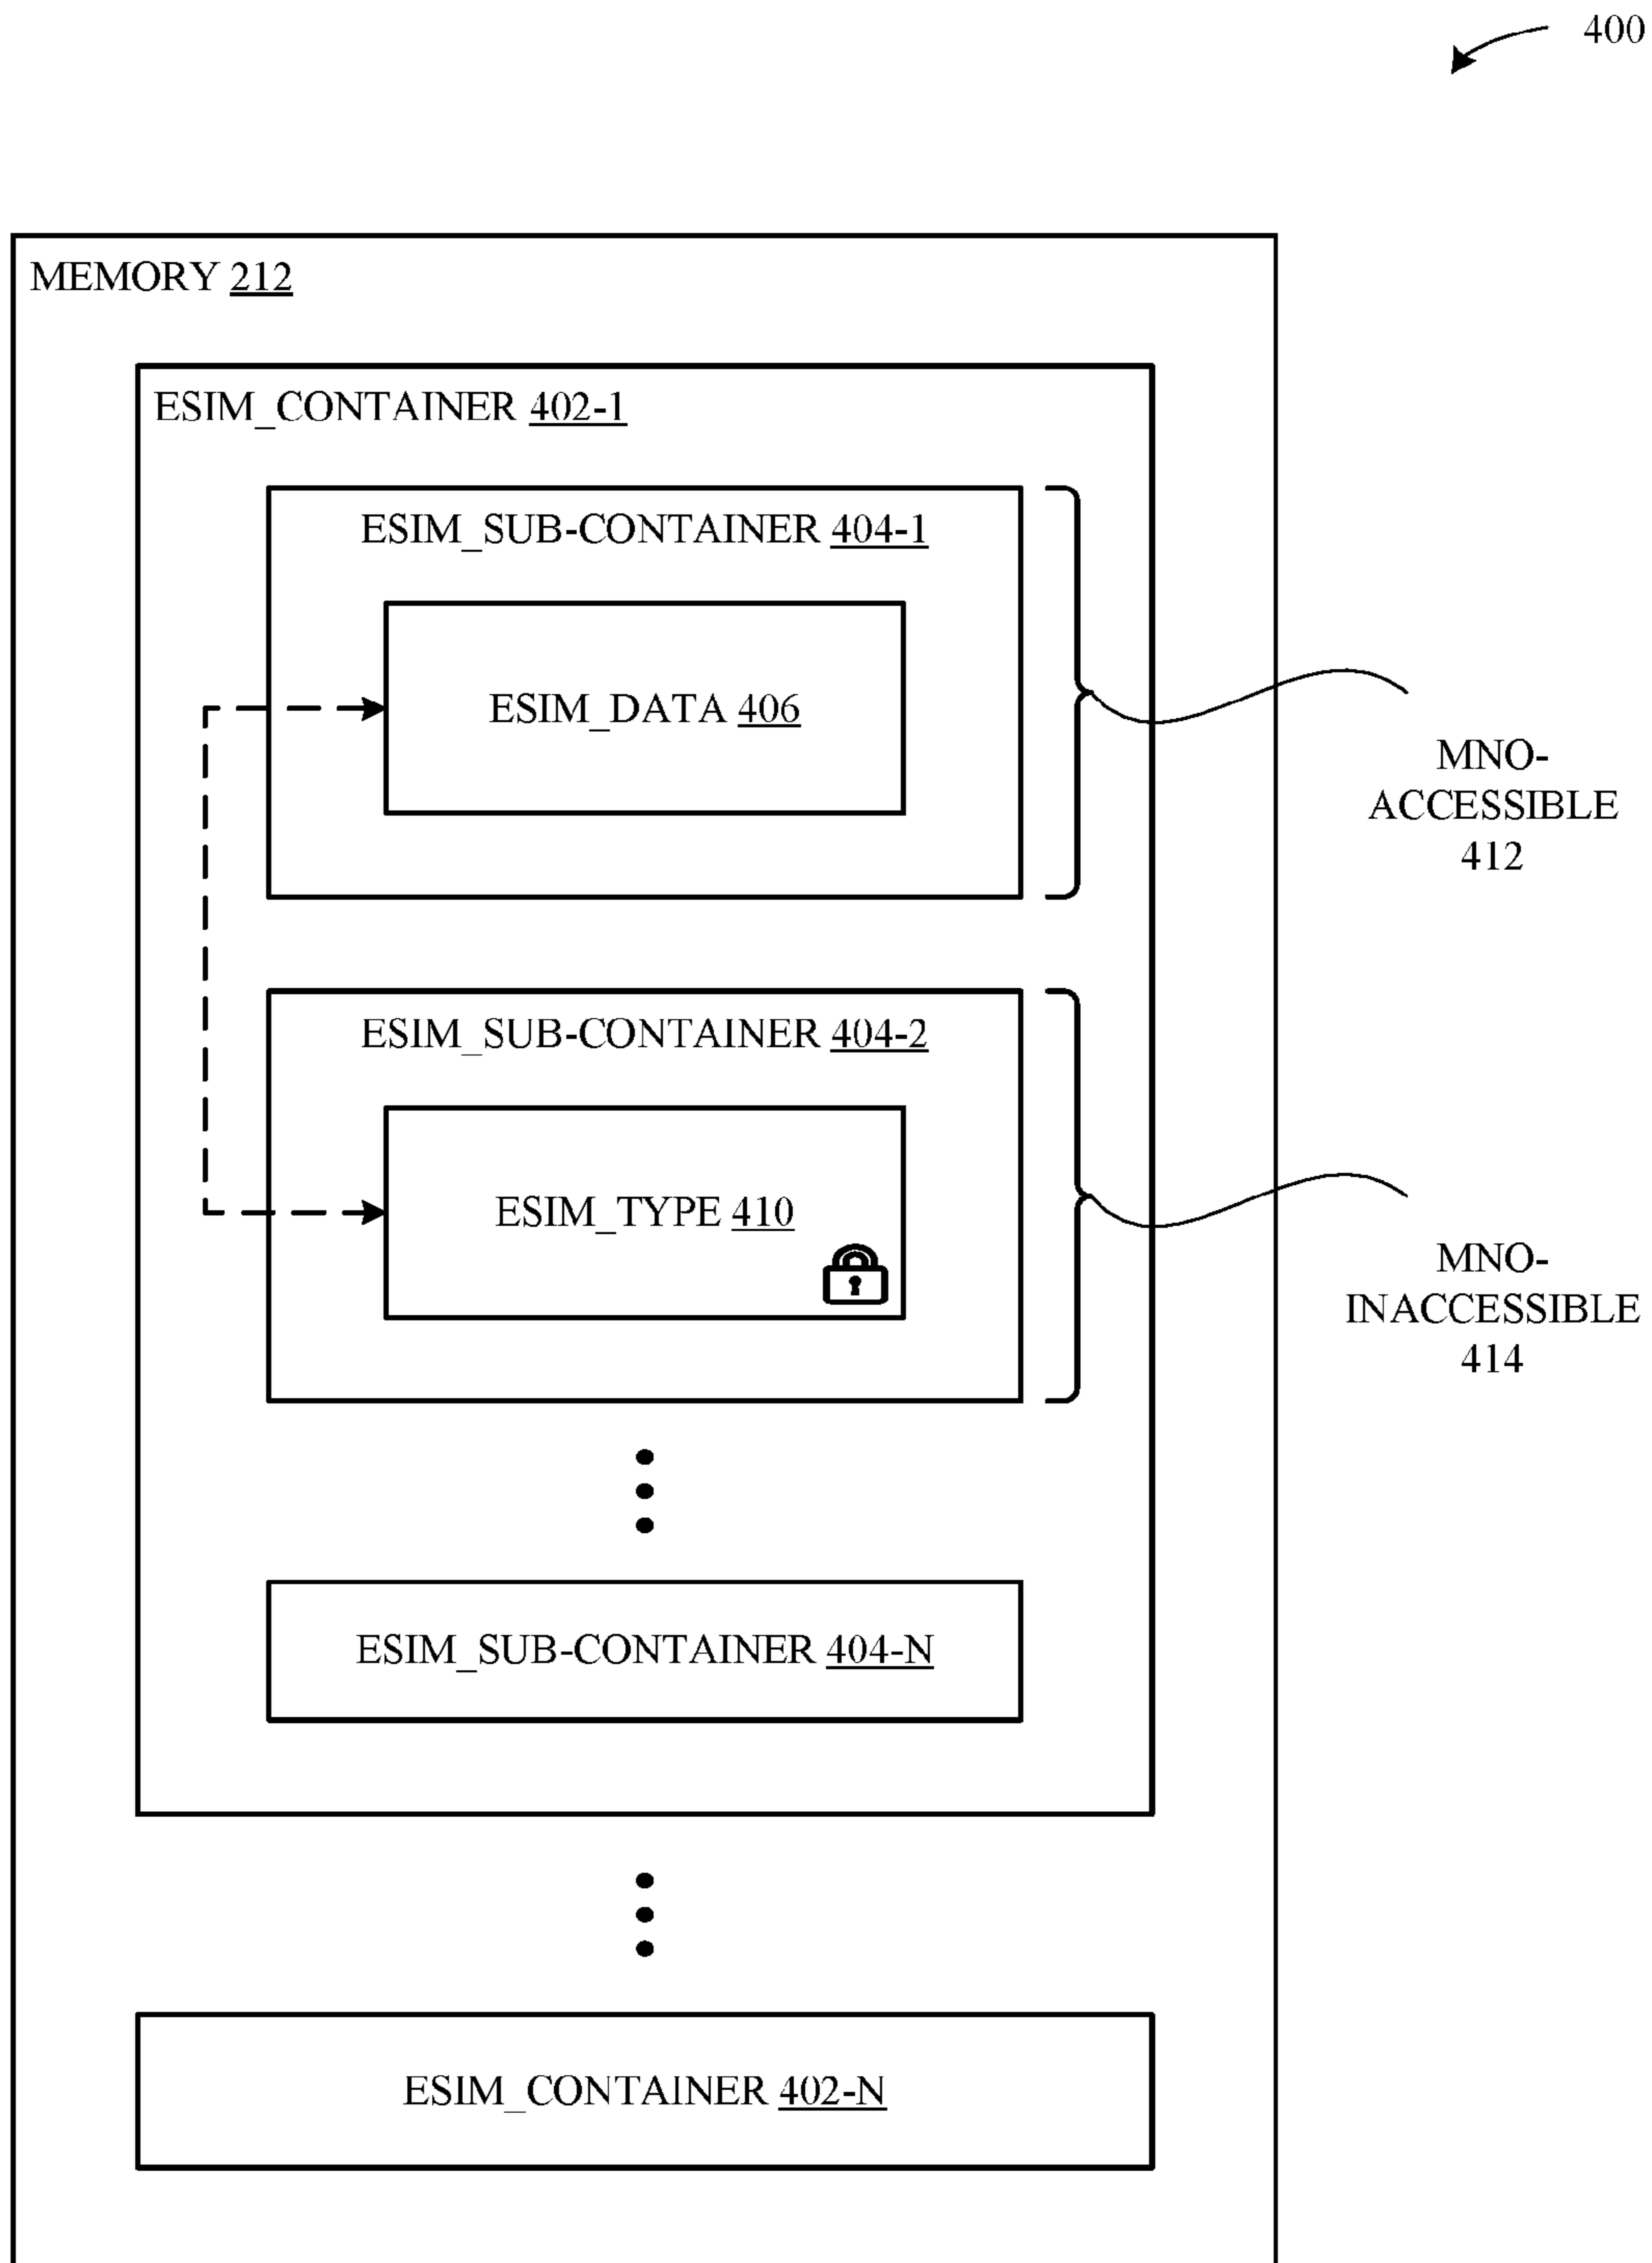 400
MEMORY 212
ESIM_CONTAINER 402-1
ESIM_SUB-CONTAINER 404-1
ESIM_DATA 406
MNO-
ACCESSIBLE
412
ESIM_SUB-CONTAINER 404-2
ESIM_TYPE 410
MNO-
INACCESSIBLE
414
ESIM_SUB-CONTAINER 404-N
ESIM_CONTAINER 402-N